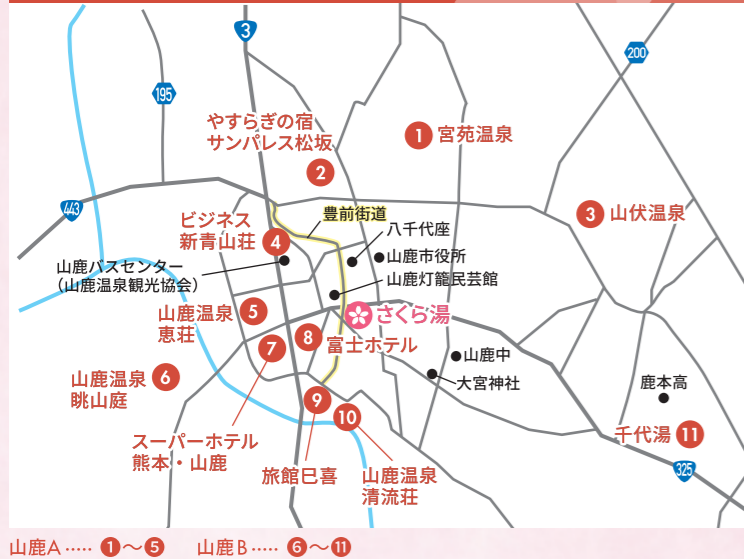 3
200
195
やすらぎの宿
サンパレス松坂
2
1 宮苑温泉
443
豊前街道
3 山伏温泉
ビジネス
新青山荘
4
八千代座
山鹿市役所
山鹿バスセンター
（山鹿温泉観光協会）
山鹿灯籠民芸館
山鹿温泉
恵荘
5
さくら湯
7
8
富士ホテル
山鹿中
山鹿温泉
眺山庭
6
大宮神社
鹿本高
9
10
千代湯 11
スーパーホテル
熊本・山鹿
旅館巳喜
山鹿温泉
清流荘
325
山鹿A ····· 1〜5 山鹿B ····· 6〜11